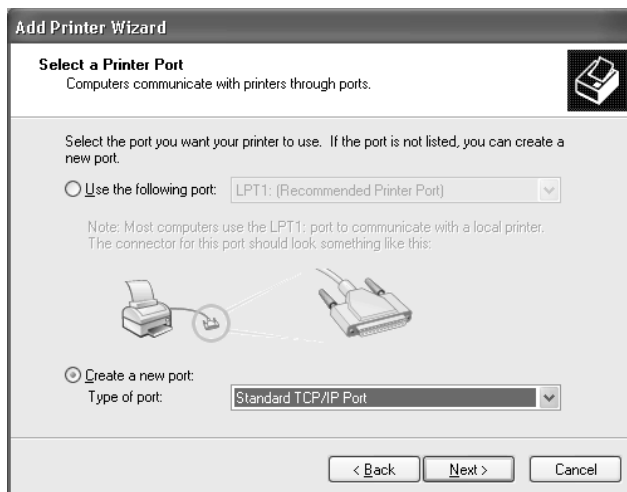 Add Printer Wizard
Select a Printer Port
Computers communicate with printers through ports.
Select the port you want your printer to use. If the port is not listed, you can create a
new port.
Use the following port: LPT1: (Recommended Printer Port)
Note: Most computers use the LPT1: port to communicate with a local printer.
The connector for this port should look something like this:
Create a new port:
Type of port: Standard TCP/IP Port
< Back Next > Cancel